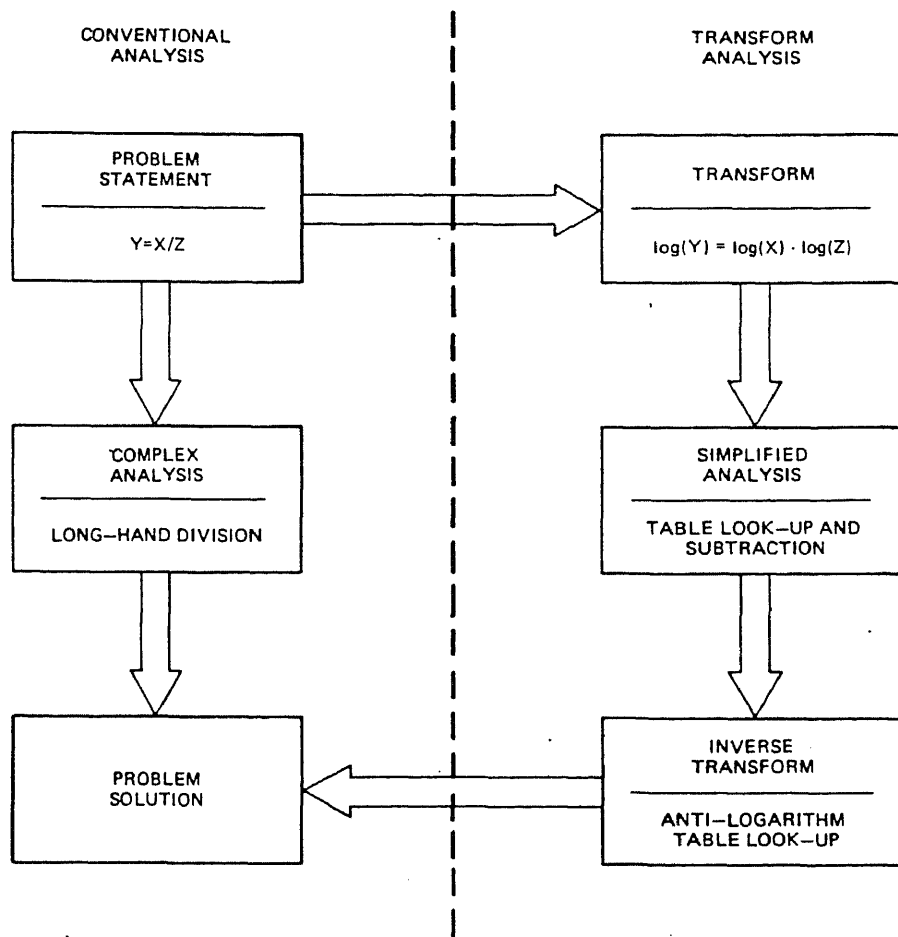 CONVENTIONAL
ANALYSIS
TRANSFORM
ANALYSIS
PROBLEM
STATEMENT
Y=X/Z
TRANSFORM
log(Y) = log(X) · log(Z)
COMPLEX
ANALYSIS
LONG–HAND DIVISION
SIMPLIFIED
ANALYSIS
TABLE LOOK–UP AND
SUBTRACTION
PROBLEM
SOLUTION
INVERSE
TRANSFORM
ANTI–LOGARITHM
TABLE LOOK–UP